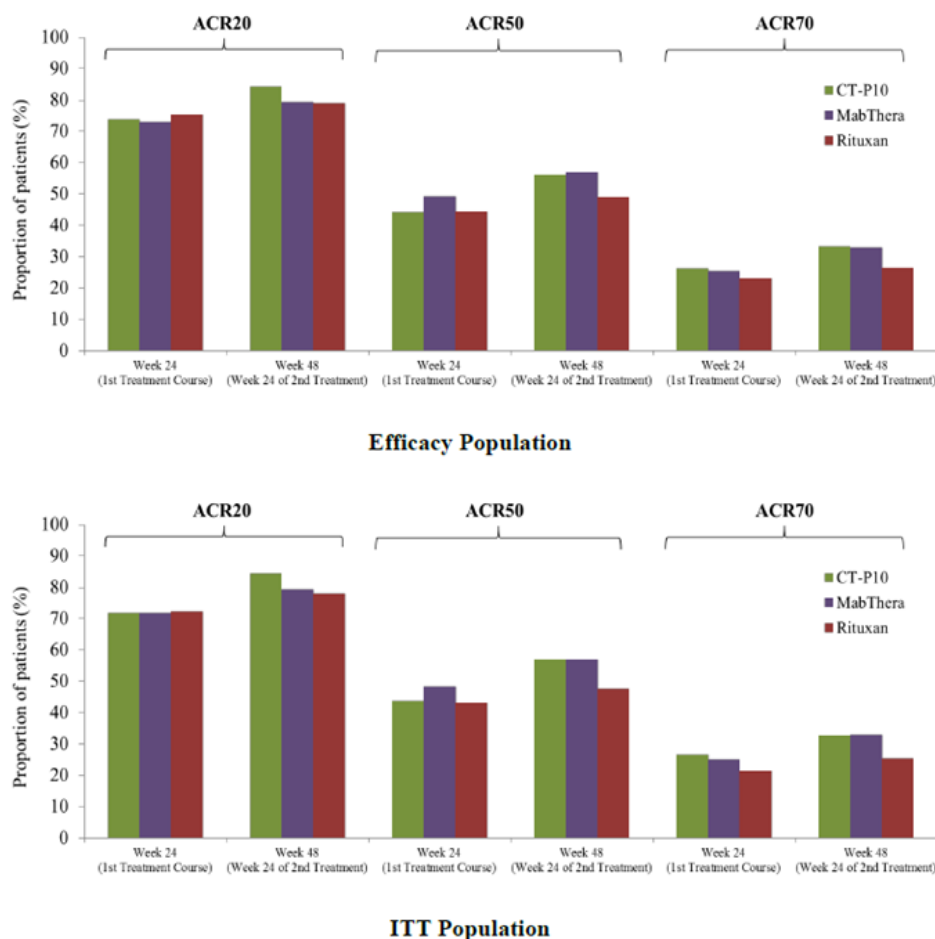 ACR20 ACR50 ACR70
Proportion of patients (%)
100
90
80
70
60
50
40
30
20
10
0
CT-P10
MabThera
Rituxan
Week 24 Week 48 Week 24 Week 48 Week 24 Week 48
(1st Treatment Course) (Week 24 of 2nd Treatment) (1st Treatment Course) (Week 24 of 2nd Treatment) (1st Treatment Course) (Week 24 of 2nd Treatment)
Efficacy Population
ACR20 ACR50 ACR70
Proportion of patients (%)
100
90
80
70
60
50
40
30
20
10
0
CT-P10
MabThera
Rituxan
Week 24 Week 48 Week 24 Week 48 Week 24 Week 48
(1st Treatment Course) (Week 24 of 2nd Treatment) (1st Treatment Course) (Week 24 of 2nd Treatment) (1st Treatment Course) (Week 24 of 2nd Treatment)
ITT Population